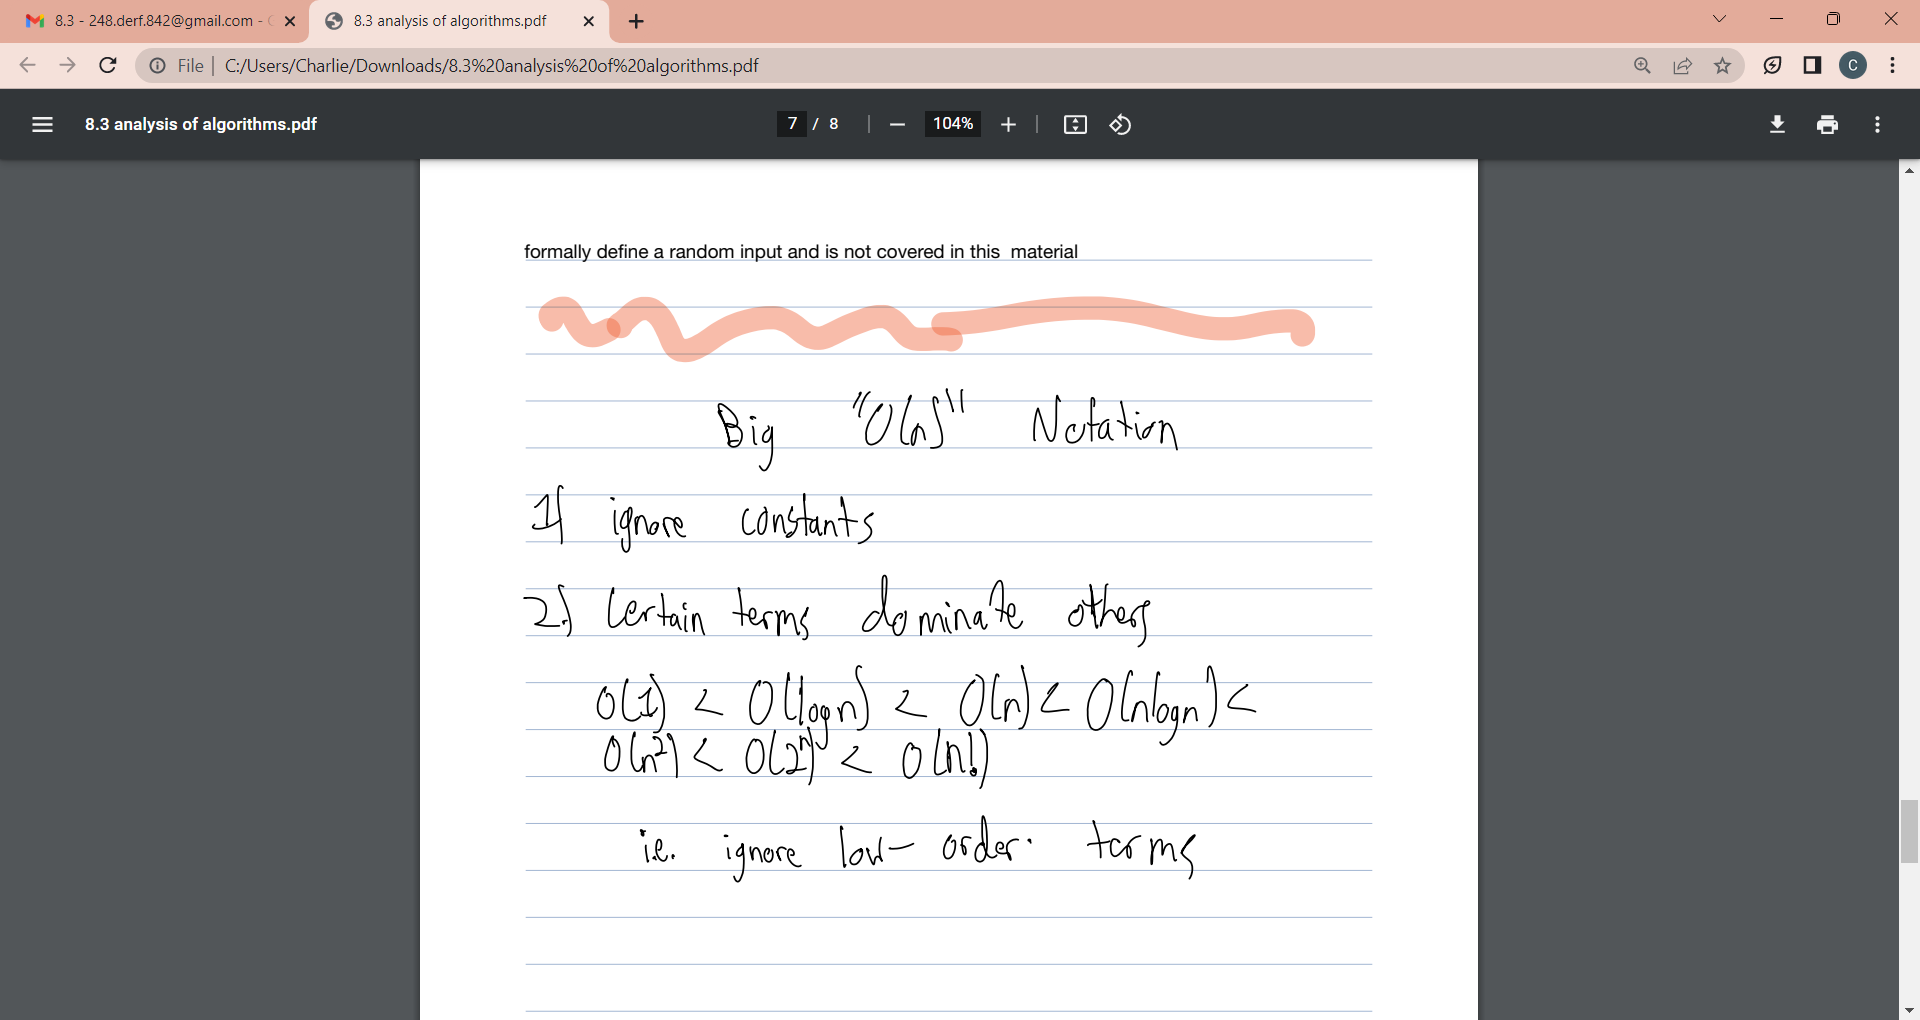 8.3 - 248.derf.842@gmail.com -
8.3 analysis of algorithms.pdf
File | C:/Users/Charlie/Downloads/8.3%20analysis%20of%20algorithms.pdf
C
8.3 analysis of algorithms.pdf
7 / 8
104%
formally define a random input and is not covered in this material
Big "O(n)" Notation
1) ignore constants
2.) Certain terms dominate others
O(1) < O(logn) < O(n) < O(nlogn) <
O(n²) < O(2ⁿ) < O(n!)
i.e. ignore low-order terms